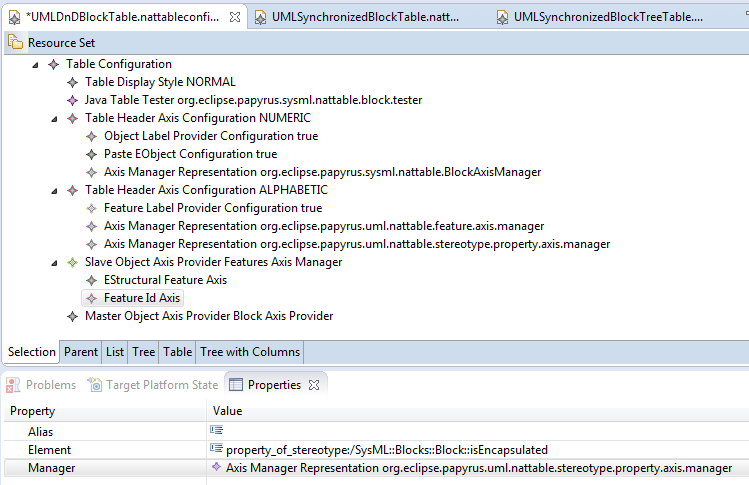 *UMLDnDBlockTable.nattableconfi... UMLSynchronizedBlockTable.natt... UMLSynchronizedBlockTreeTable....
Resource Set
Table Configuration
Table Display Style NORMAL
Java Table Tester org.eclipse.papyrus.sysml.nattable.block.tester
Table Header Axis Configuration NUMERIC
Object Label Provider Configuration true
Paste EObject Configuration true
Axis Manager Representation org.eclipse.papyrus.sysml.nattable.BlockAxisManager
Table Header Axis Configuration ALPHABETIC
Feature Label Provider Configuration true
Axis Manager Representation org.eclipse.papyrus.uml.nattable.feature.axis.manager
Axis Manager Representation org.eclipse.papyrus.uml.nattable.stereotype.property.axis.manager
Slave Object Axis Provider Features Axis Manager
EStructural Feature Axis
Feature Id Axis
Master Object Axis Provider Block Axis Provider
Selection Parent List Tree Table Tree with Columns
Problems Target Platform State Properties
Property Value
Alias
Element property_of_stereotype:/SysML::Blocks::Block::isEncapsulated
Manager Axis Manager Representation org.eclipse.papyrus.uml.nattable.stereotype.property.axis.manager